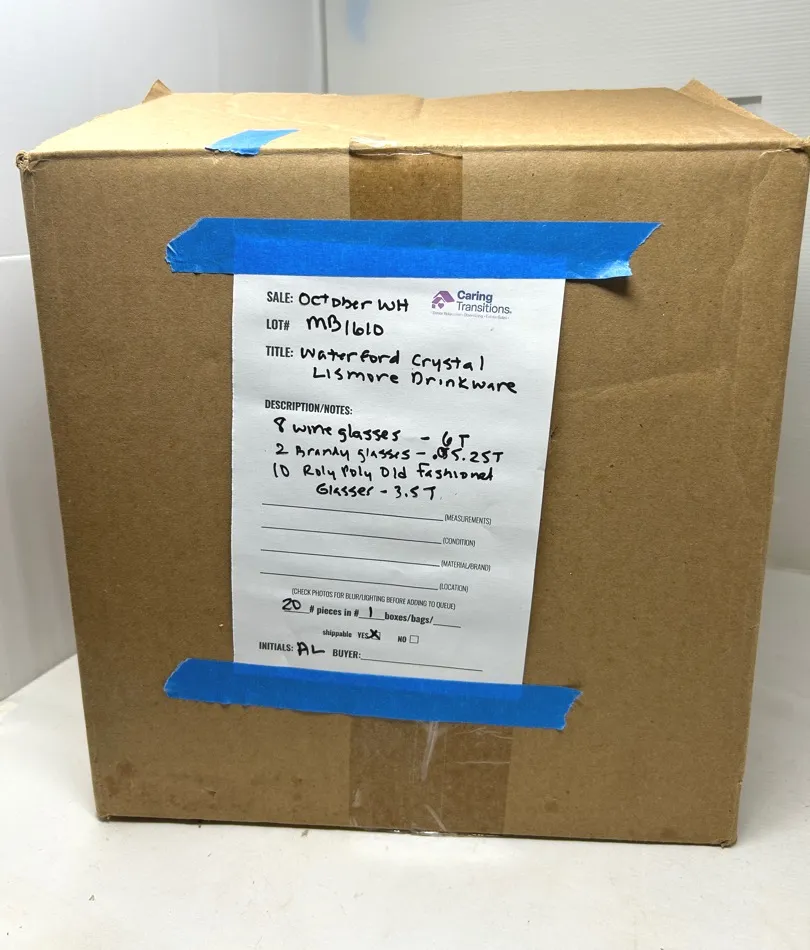 SALE: October WH
Caring
Transitions®
LOT# MB1610
TITLE: Waterford Crystal
Lismore Drinkware
DESCRIPTION/NOTES:
8 wine glasses - 6T
2 Brandy glasses - 5.25T
10 Roly Poly Old Fashioned
Glasser - 3.5T
(MEASUREMENTS)
(CONDITION)
(MATERIAL/BRAND)
(LOCATION)
(CHECK PHOTOS FOR BLUR/LIGHTING BEFORE ADDING TO QUEUE)
20 # pieces in # 1 boxes/bags/
shippable YES X NO
INITIALS: AL BUYER: